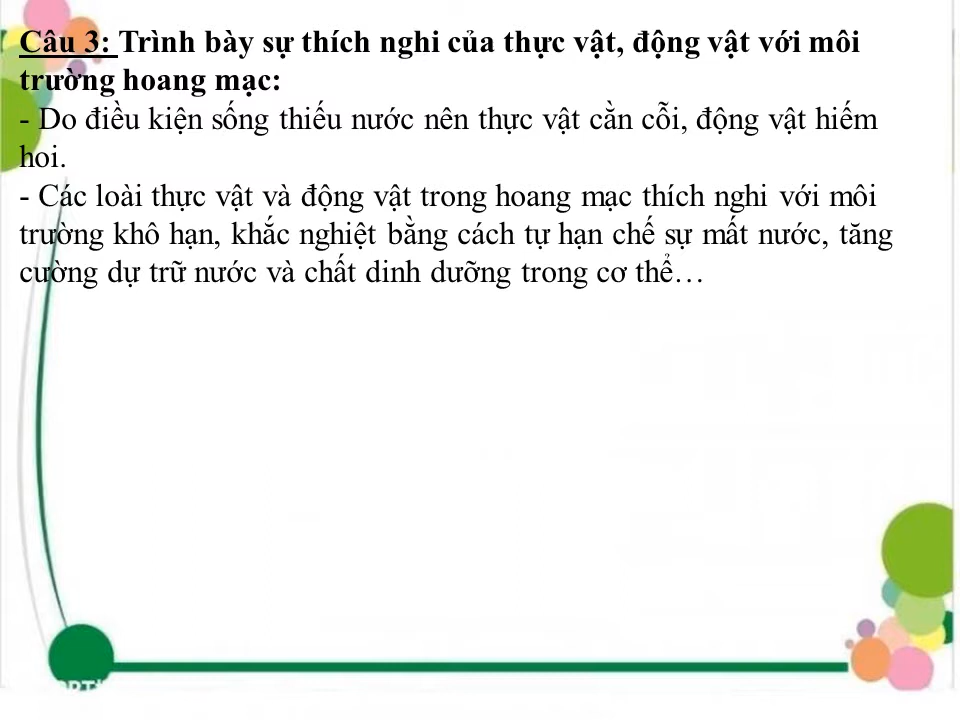 Câu 3: Trình bày sự thích nghi của thực vật, động vật với môi
trường hoang mạc:
- Do điều kiện sống thiếu nước nên thực vật cằn cỗi, động vật hiếm
hoi.
- Các loài thực vật và động vật trong hoang mạc thích nghi với môi
trường khô hạn, khắc nghiệt bằng cách tự hạn chế sự mất nước, tăng
cường dự trữ nước và chất dinh dưỡng trong cơ thể…